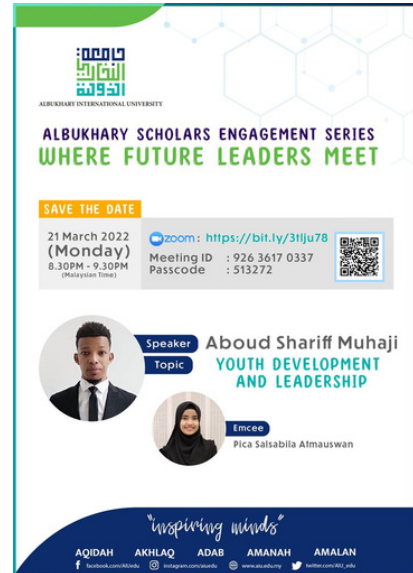 جامعة
البخاري
الدولية
ALBUKHARY INTERNATIONAL UNIVERSITY
ALBUKHARY SCHOLARS ENGAGEMENT SERIES
WHERE FUTURE LEADERS MEET
SAVE THE DATE
21 March 2022
(Monday)
8.30PM - 9.30PM
(Malaysian Time)
zoom : https://bit.ly/3tlju78
Meeting ID : 926 3617 0337
Passcode : 513272
Speaker Aboud Shariff Muhaji
Topic YOUTH DEVELOPMENT
AND LEADERSHIP
Emcee
Pica Salsabila Atmauswan
"inspiring minds"
AQIDAH AKHLAQ ADAB AMANAH AMALAN
facebook.com/AIUedu instagram.com/aiuedu www.aiu.edu.my twitter.com/AIU_edu